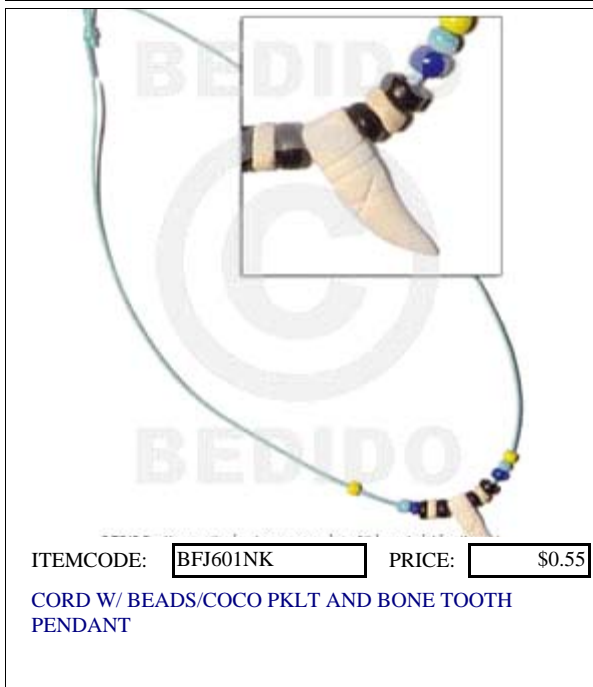 BEDIDO
©
BEDIDO
ITEMCODE: BFJ601NK PRICE: $0.55
CORD W/ BEADS/COCO PKLT AND BONE TOOTH
PENDANT